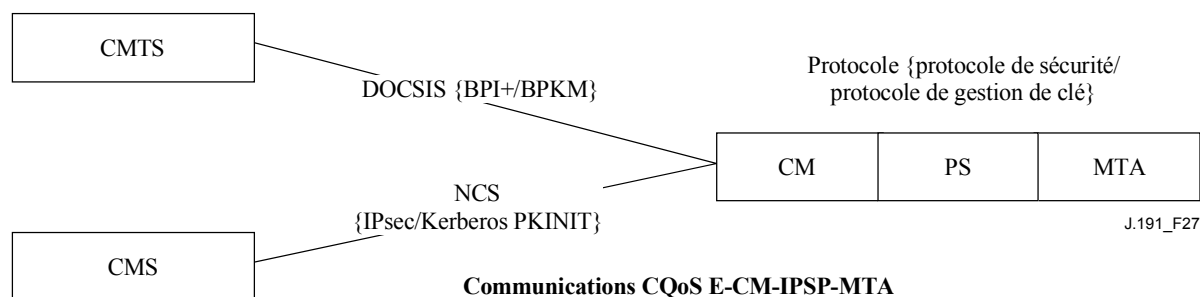 CMTS
DOCSIS {BPI+/BPKM}
Protocole {protocole de sécurité/
protocole de gestion de clé}
CM PS MTA
NCS
{IPsec/Kerberos PKINIT}
J.191_F27
CMS
Communications CQoS E-CM-IPSP-MTA